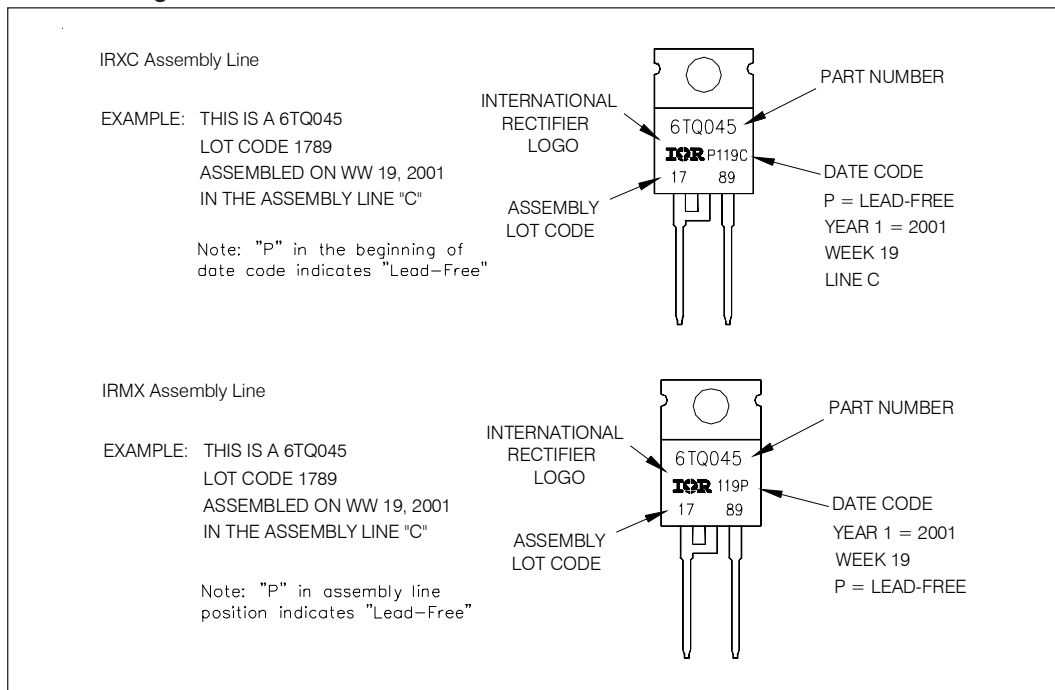 IRXC Assembly Line
EXAMPLE: THIS IS A 6TQ045
LOT CODE 1789
ASSEMBLED ON WW 19, 2001
IN THE ASSEMBLY LINE "C"
Note: "P" in the beginning of
date code indicates "Lead-Free"
INTERNATIONAL
RECTIFIER
LOGO
ASSEMBLY
LOT CODE
6TQ045
IOR P119C
17 89
PART NUMBER
DATE CODE
P = LEAD-FREE
YEAR 1 = 2001
WEEK 19
LINE C
IRMX Assembly Line
EXAMPLE: THIS IS A 6TQ045
LOT CODE 1789
ASSEMBLED ON WW 19, 2001
IN THE ASSEMBLY LINE "C"
Note: "P" in assembly line
position indicates "Lead-Free"
INTERNATIONAL
RECTIFIER
LOGO
ASSEMBLY
LOT CODE
6TQ045
IOR 119P
17 89
PART NUMBER
DATE CODE
YEAR 1 = 2001
WEEK 19
P = LEAD-FREE